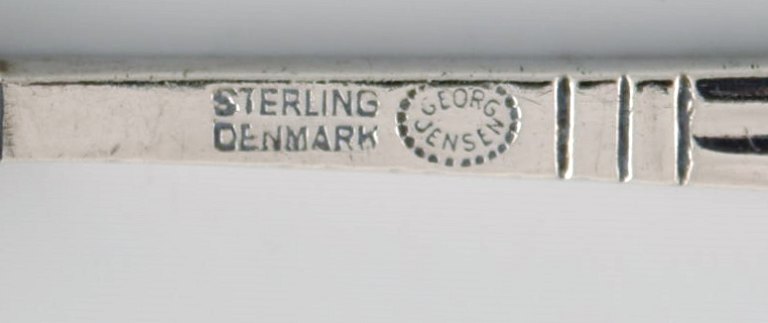 STERLING
DENMARK
GEORG
JENSEN